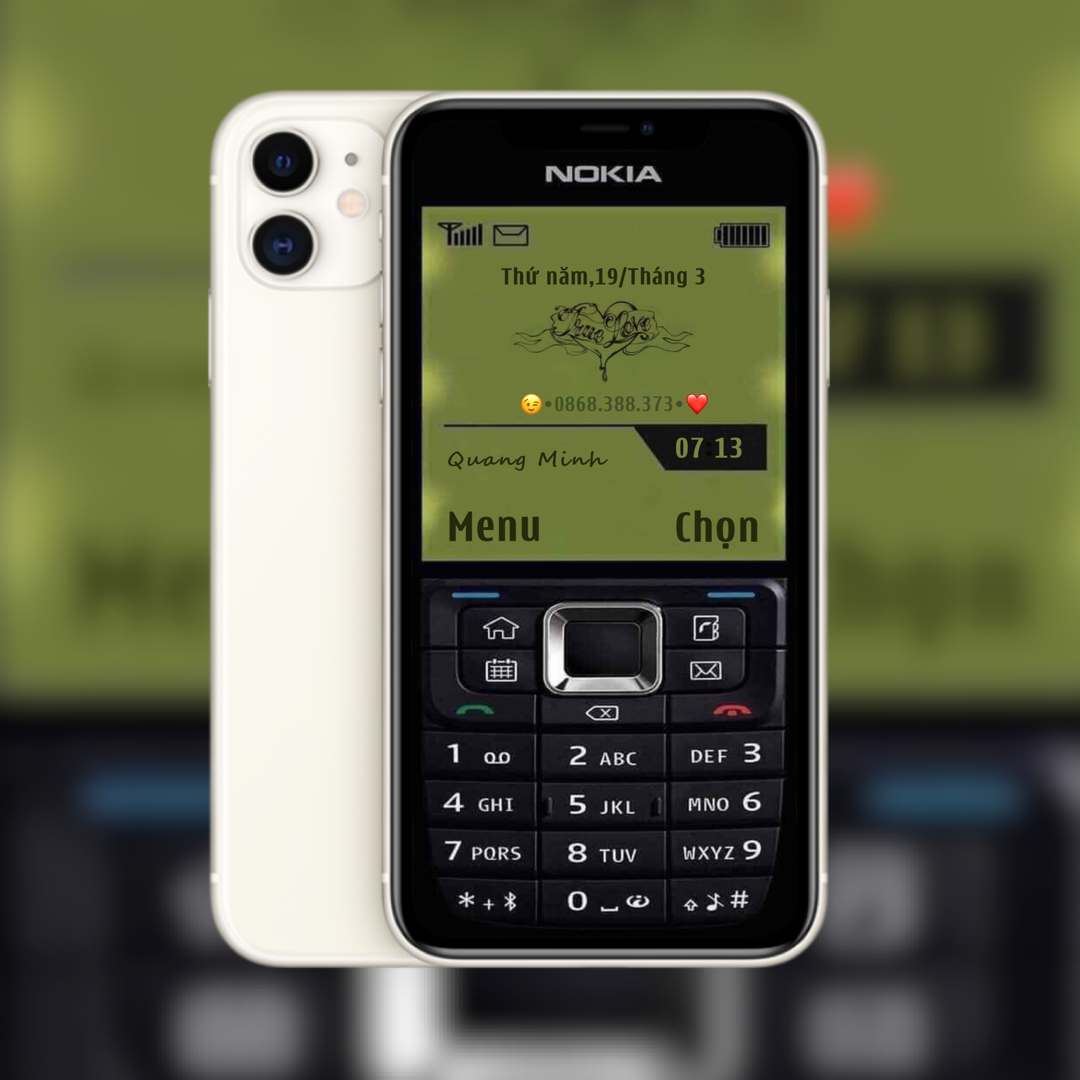 NOKIA
Thứ năm,19/Tháng 3
True Love
😉•0868.388.373•❤️
07:13
Quang Minh
Menu Chọn
1
2 ABC
DEF 3
4 GHI
5 JKL
MNO 6
7 PQRS
8 TUV
WXYZ 9
* +
0
#